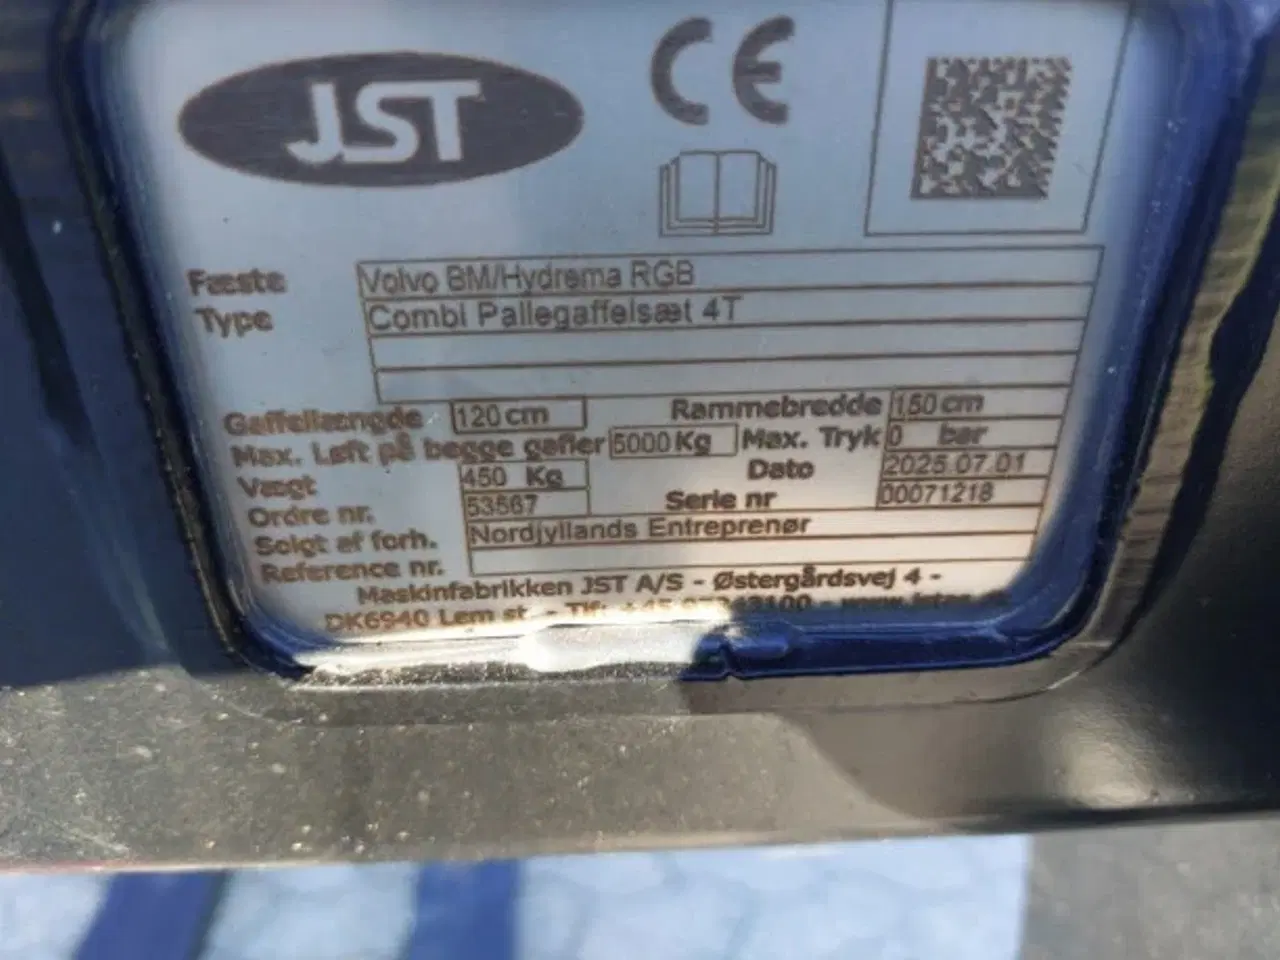 JST
CE
Fæste Volvo BM/Hydrema RGB
Type Combi Pallegaffelsæt 4T
Gaffellængde 120 cm Rammebredde 150 cm
Max. Løft på begge gafler 5000 Kg Max. Tryk 0 bar
Vægt 450 Kg Dato 2025.07.01
Ordre nr. 53567 Serie nr 00071218
Solgt af forh. Nordjyllands Entreprenør
Reference nr.
Maskinfabrikken JST A/S - Østergårdsvej 4 -
DK6940 Lem st. - Tlf: